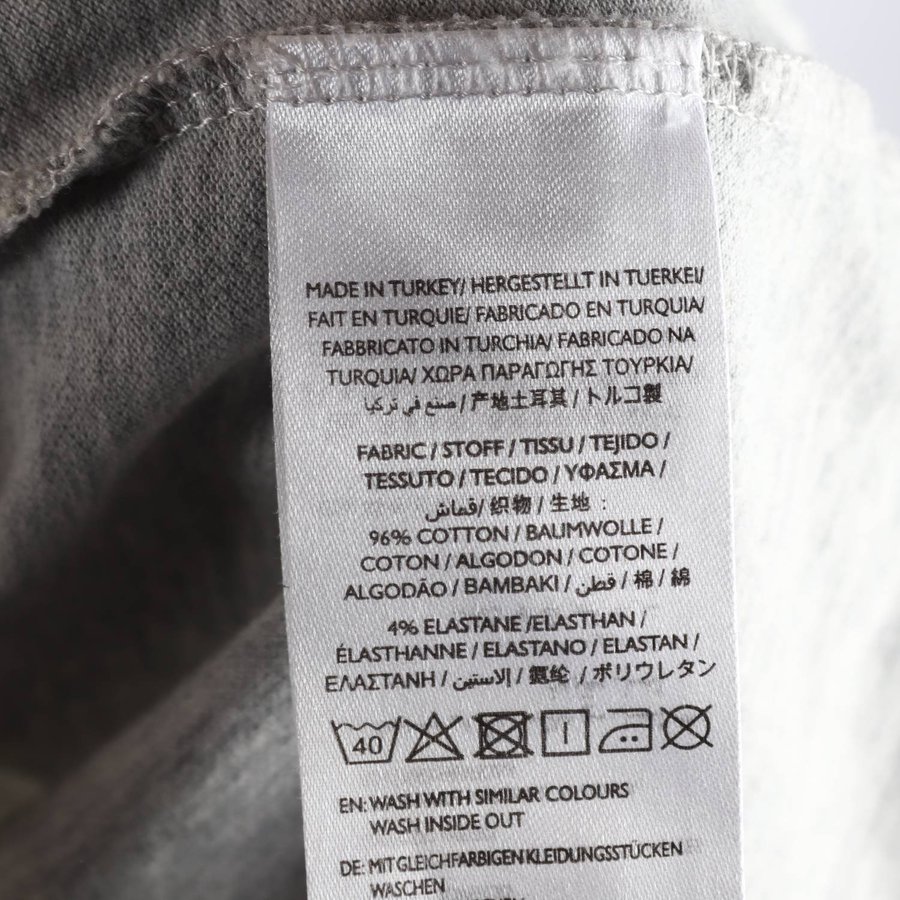 MADE IN TURKEY/ HERGESTELLT IN TUERKEI/
FAIT EN TURQUIE/ FABRICADO EN TURQUIA/
FABBRICATO IN TURCHIA/ FABRICADO NA
TURQUIA/ ΧΩΡΑ ΠΑΡΑΓΩΓΗΣ ΤΟΥΡΚΙΑ/
صنع في تركيا / 产地土耳其 / トルコ製
FABRIC / STOFF / TISSU / TEJIDO /
TESSUTO / TECIDO / ΥΦΑΣΜΑ /
قماش/ 织物 / 生地 :
96% COTTON / BAUMWOLLE /
COTON / ALGODON / COTONE /
ALGODÃO / BAMBAKI / قطن / 棉 / 綿
4% ELASTANE /ELASTHAN /
ÉLASTHANNE / ELASTANO / ELASTAN /
ΕΛΑΣΤΑΝΗ / الاستين / 氨纶 / ポリウレタン
40
EN: WASH WITH SIMILAR COLOURS
WASH INSIDE OUT
DE: MIT GLEICHFARBIGEN KLEIDUNGSSTÜCKEN
WASCHEN